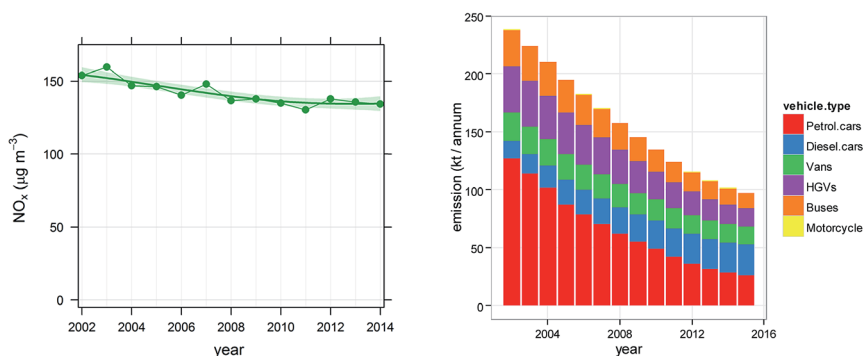 NOx (µg m−3)
150
100
50
0
2002 2004 2006 2008 2010 2012 2014
year
emission (kt / annum)
250
200
150
100
50
0
2004 2008 2012 2016
year
vehicle.type
Petrol.cars
Diesel.cars
Vans
HGVs
Buses
Motorcycle